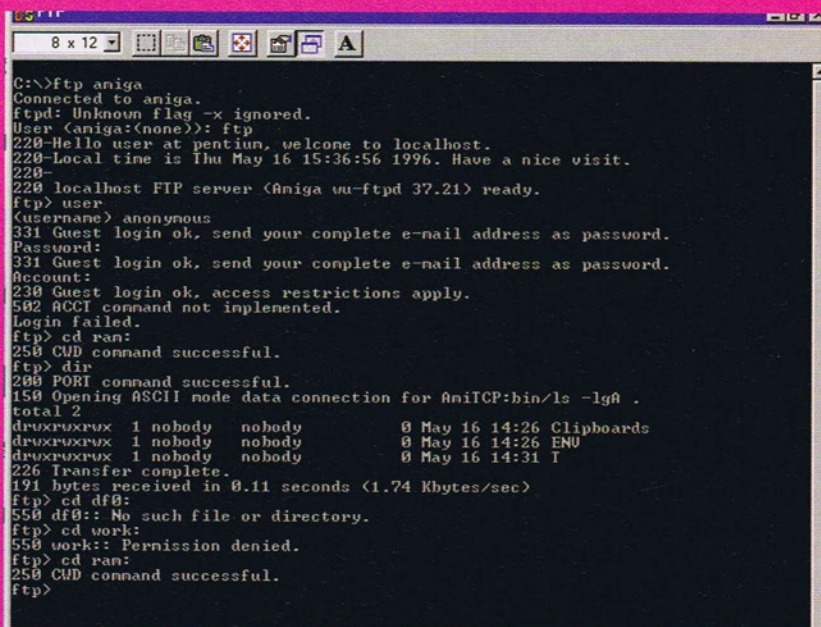 FTP
8 x 12
A
C:\>ftp amiga
Connected to amiga.
ftpd: Unknown flag -x ignored.
User (amiga:(none)): ftp
220-Hello user at pentium, welcome to localhost.
220-Local time is Thu May 16 15:36:56 1996. Have a nice visit.
220-
220 localhost FTP server (Amiga wu-ftpd 37.21) ready.
ftp> user
(username) anonymous
331 Guest login ok, send your complete e-mail address as password.
Password:
331 Guest login ok, send your complete e-mail address as password.
Account:
230 Guest login ok, access restrictions apply.
502 ACCT command not implemented.
Login failed.
ftp> cd ram:
250 CWD command successful.
ftp> dir
200 PORT command successful.
150 Opening ASCII mode data connection for AmiTCP:bin/ls -lgA .
total 2
drwxrwxrwx 1 nobody nobody 0 May 16 14:26 Clipboards
drwxrwxrwx 1 nobody nobody 0 May 16 14:26 ENV
drwxrwxrwx 1 nobody nobody 0 May 16 14:31 T
226 Transfer complete.
191 bytes received in 0.11 seconds (1.74 Kbytes/sec)
ftp> cd df0:
550 df0:: No such file or directory.
ftp> cd work:
550 work:: Permission denied.
ftp> cd ram:
250 CWD command successful.
ftp>